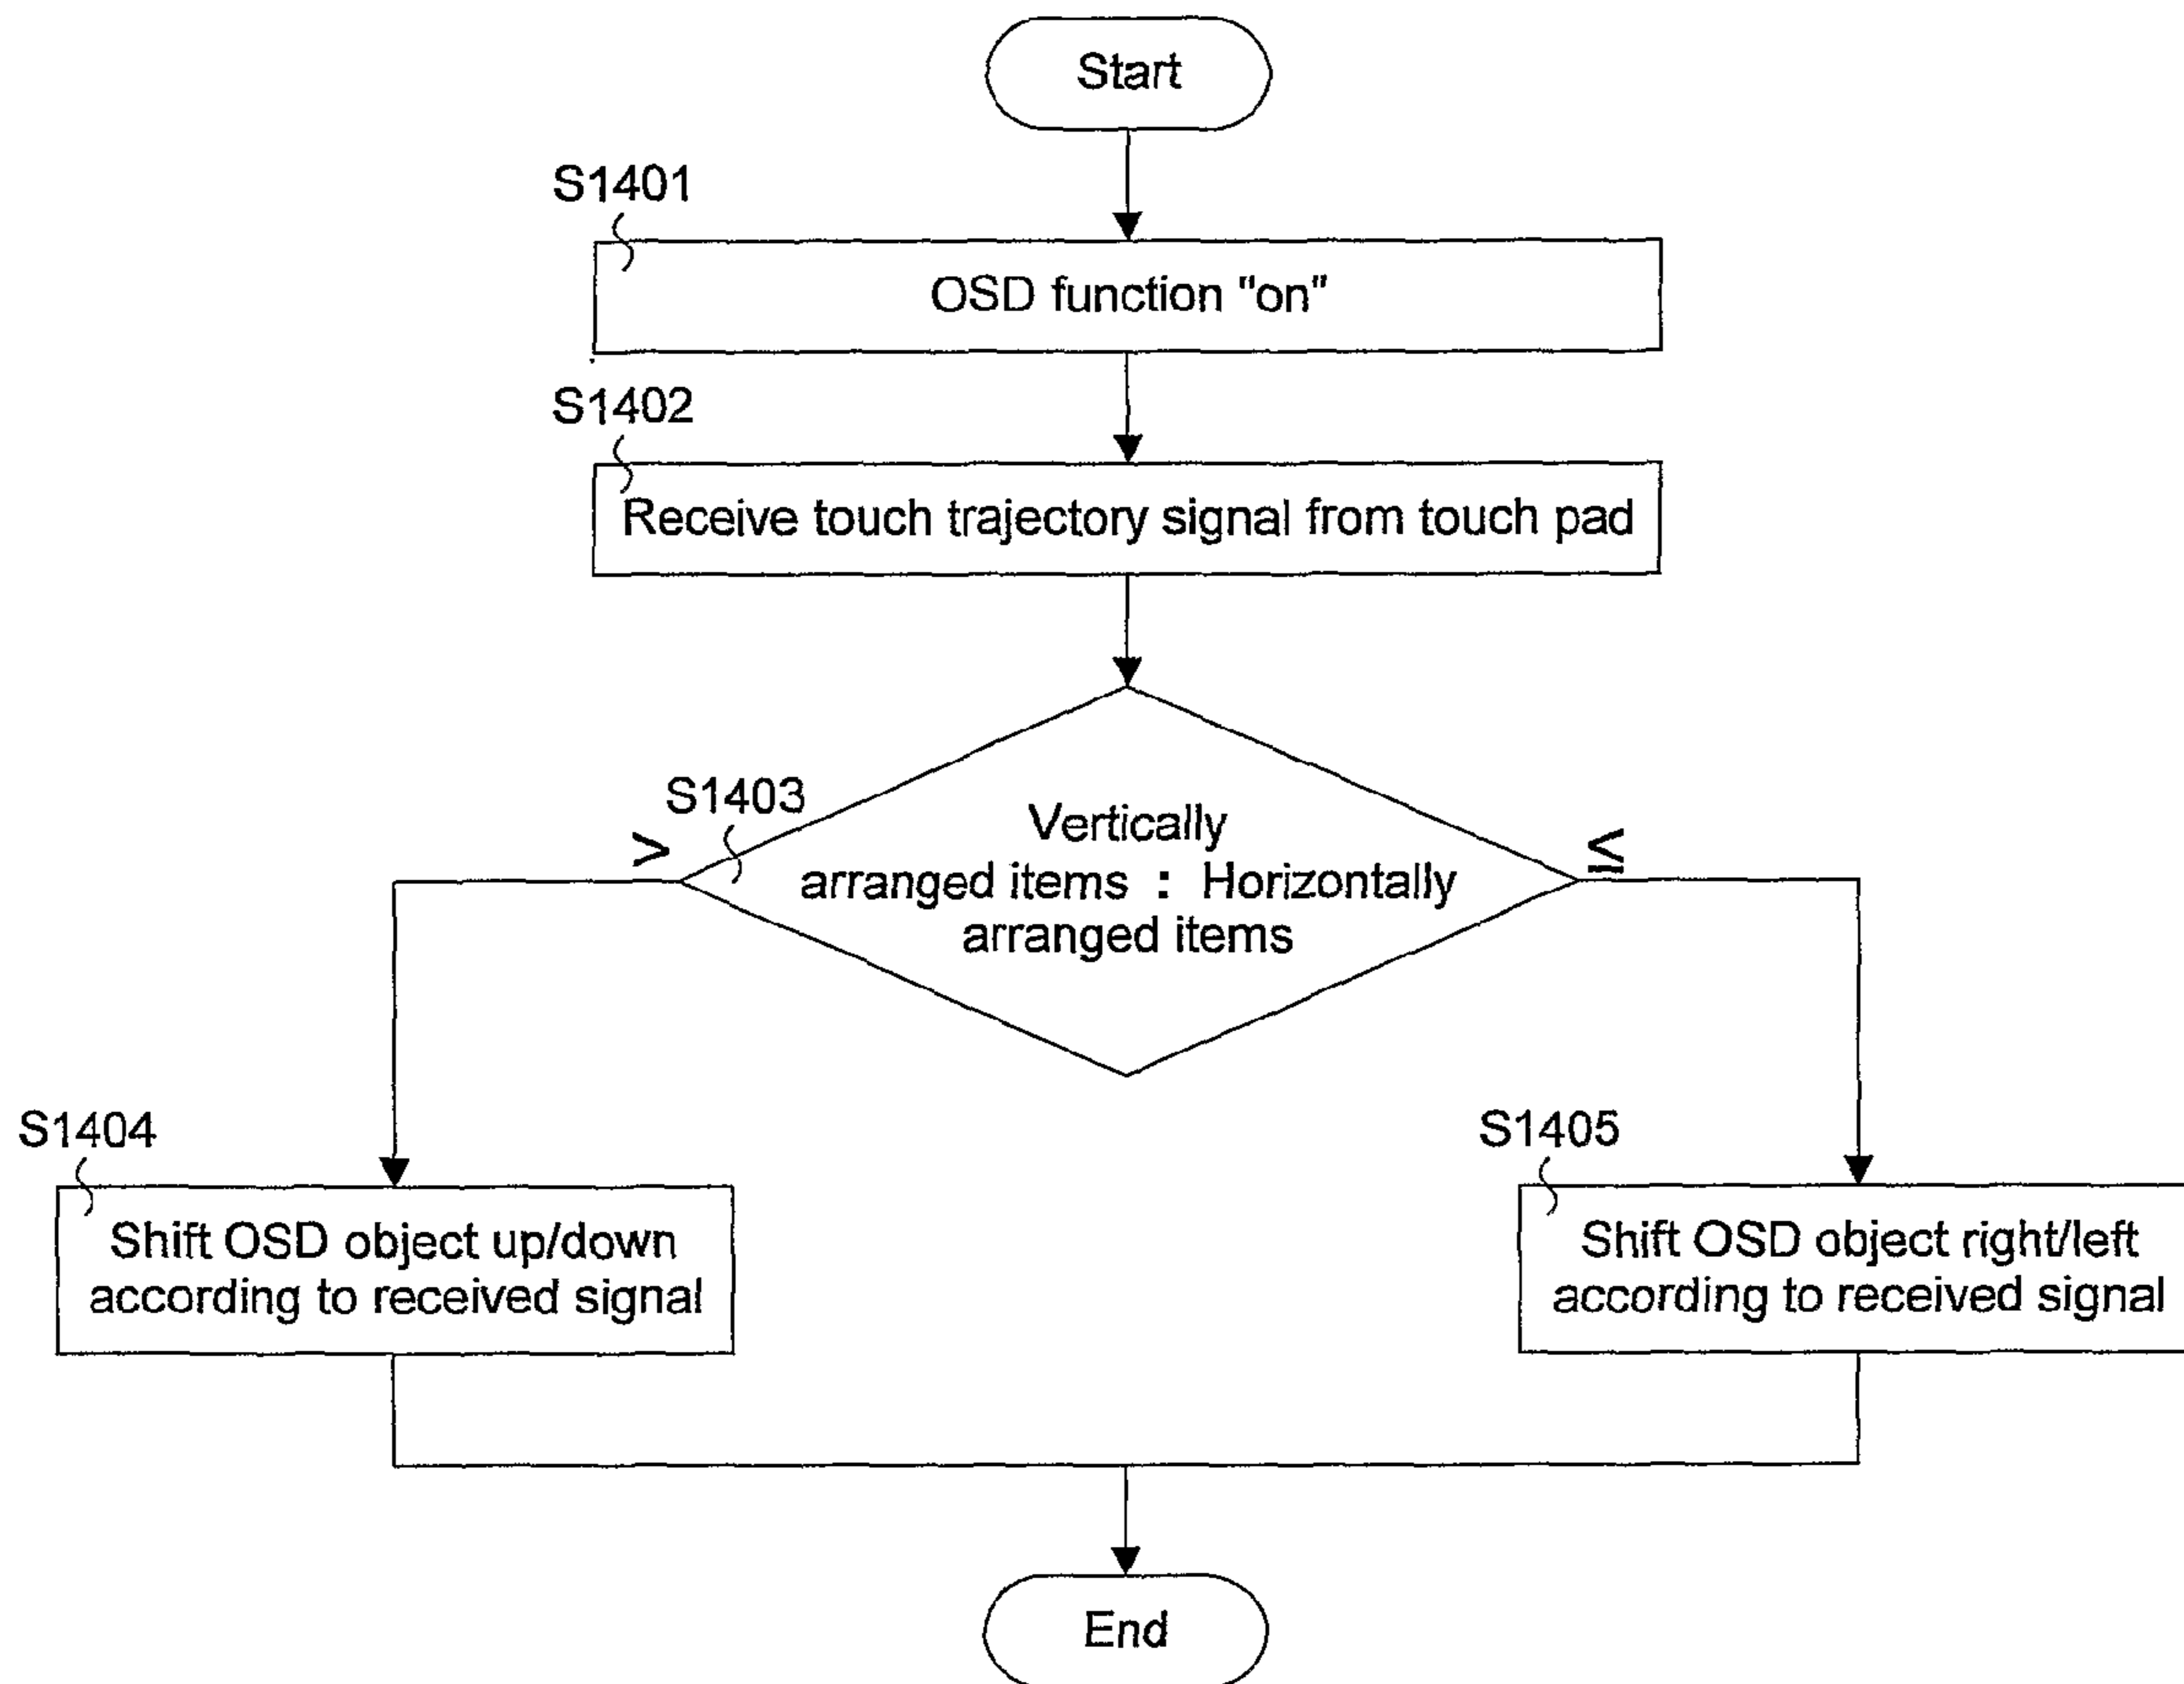 Start
S1401
OSD function "on"
S1402
Receive touch trajectory signal from touch pad
S1403
>
≦
Vertically
arranged items : Horizontally
arranged items
S1404
Shift OSD object up/down
according to received signal
S1405
Shift OSD object right/left
according to received signal
End